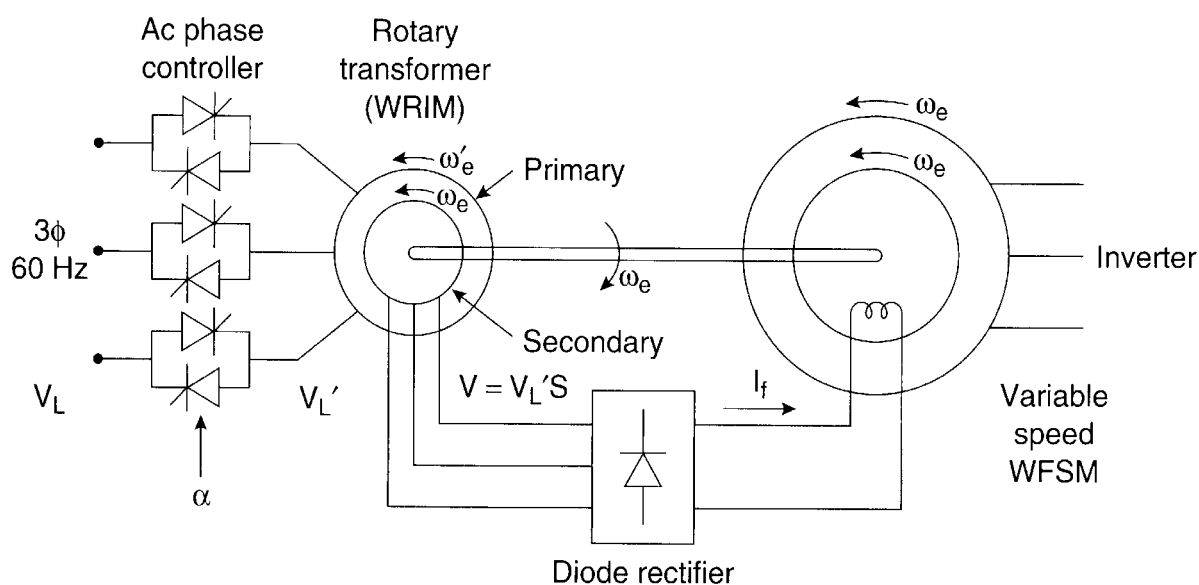 Ac phase
controller
Rotary
transformer
(WRIM)
ωe
ω′e
Primary
ωe
ωe
3ϕ
60 Hz
Inverter
ωe
Secondary
VL
VL′
V = VL′S
If
Variable
speed
WFSM
α
Diode rectifier